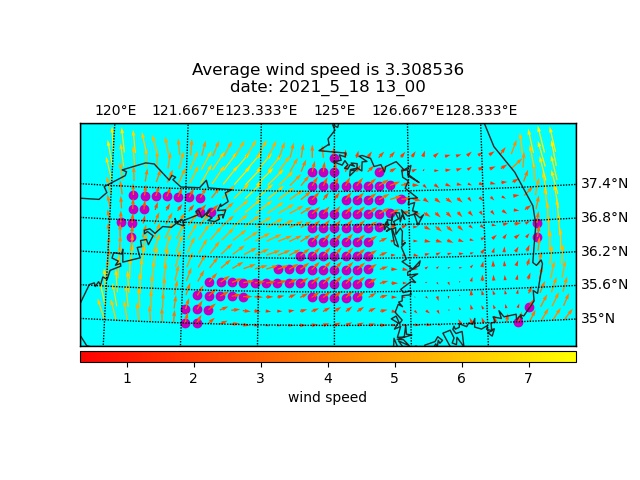 Average wind speed is 3.308536
date: 2021_5_18 13_00
120°E 121.667°E 123.333°E 125°E 126.667°E 128.333°E
37.4°N
36.8°N
36.2°N
35.6°N
35°N
1 2 3 4 5 6 7
wind speed